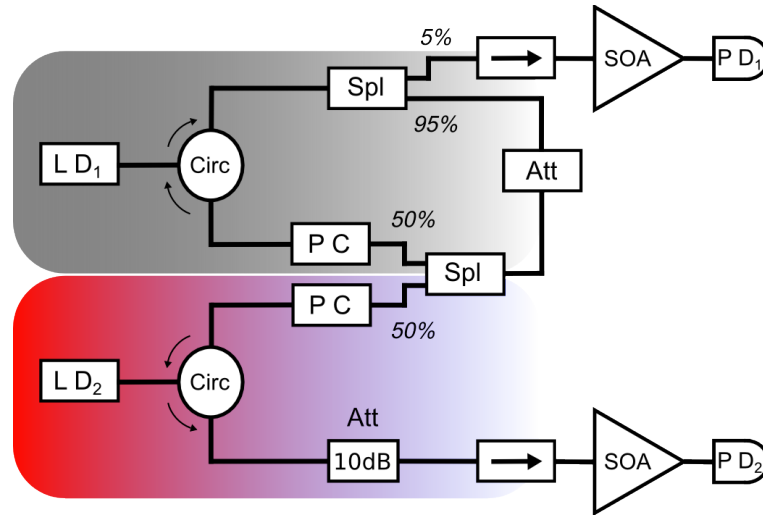 5%
Spl
SOA
P D₁
95%
L D₁
Circ
Att
50%
P C
Spl
P C
50%
L D₂
Circ
Att
10dB
SOA
P D₂